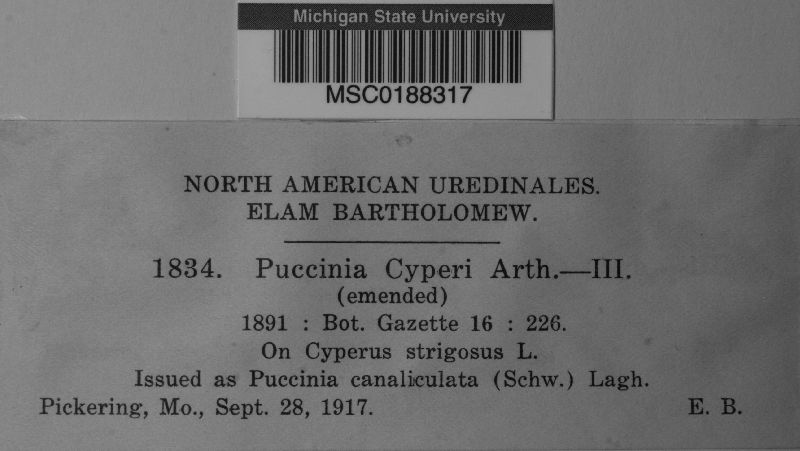 Michigan State University
MSC0188317
NORTH AMERICAN UREDINALES.
ELAM BARTHOLOMEW.
1834. Puccinia Cyperi Arth.—III.
(emended)
1891 : Bot. Gazette 16 : 226.
On Cyperus strigosus L.
Issued as Puccinia canaliculata (Schw.) Lagh.
Pickering, Mo., Sept. 28, 1917. E. B.